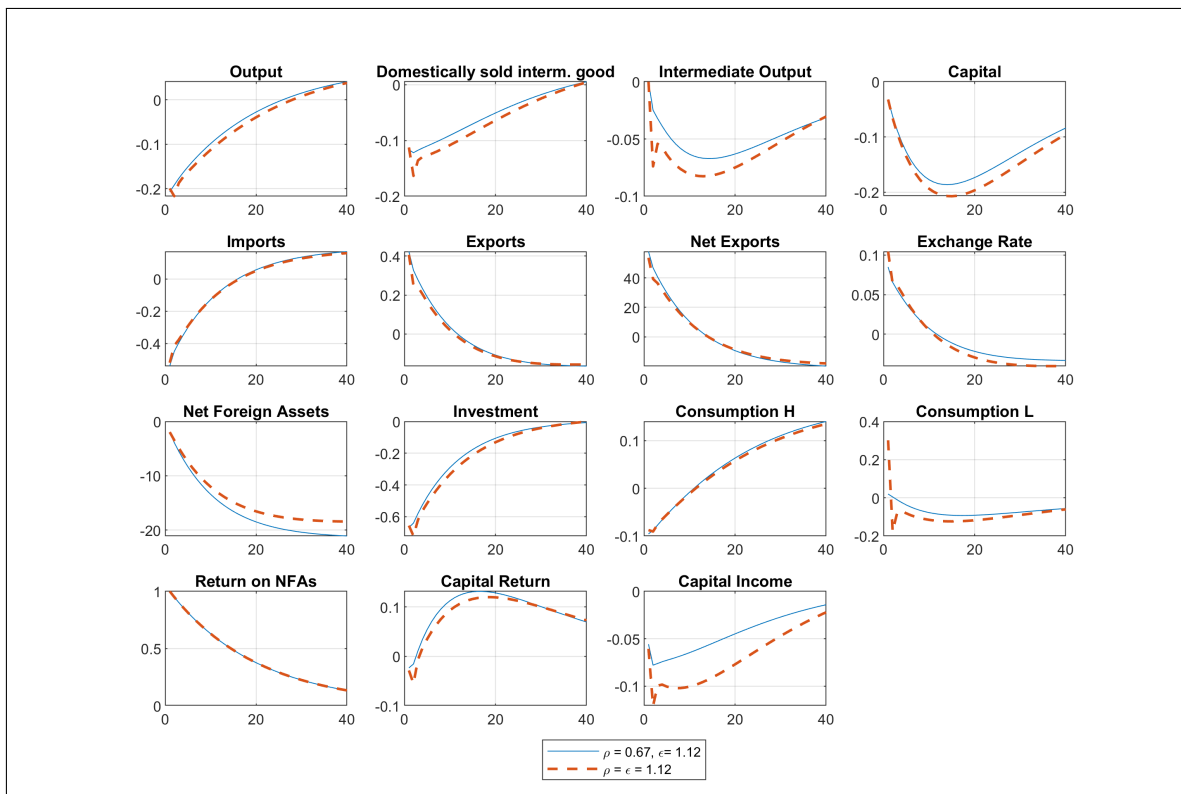 Output
Domestically sold interm. good
Intermediate Output
Capital
0
-0.1
-0.2
0 20 40
0
-0.1
-0.2
0 20 40
0
-0.05
-0.1
0 20 40
0
-0.1
-0.2
0 20 40
Imports
Exports
Net Exports
Exchange Rate
0
-0.2
-0.4
0 20 40
0.4
0.2
0
0 20 40
40
20
0
0 20 40
0.1
0.05
0
0 20 40
Net Foreign Assets
Investment
Consumption H
Consumption L
0
-10
-20
0 20 40
0
-0.2
-0.4
-0.6
0 20 40
0.1
0
-0.1
0 20 40
0.4
0.2
0
-0.2
0 20 40
Return on NFAs
Capital Return
Capital Income
1
0.5
0
0 20 40
0.1
0
-0.1
0 20 40
0
-0.05
-0.1
0 20 40
ρ = 0.67, ϵ= 1.12
ρ = ϵ = 1.12